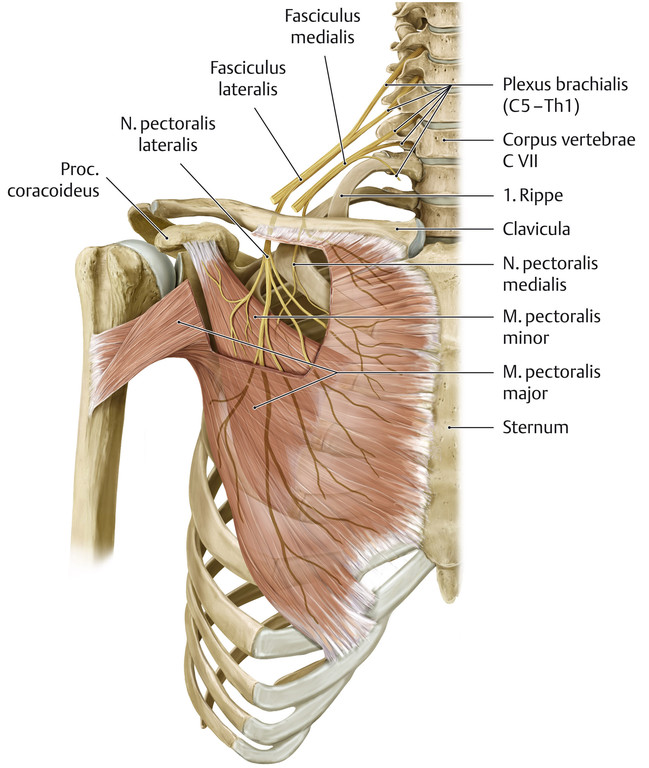 Fasciculus
medialis
Fasciculus
lateralis
N. pectoralis
lateralis
Proc.
coracoideus
Plexus brachialis
(C5–Th1)
Corpus vertebrae
C VII
1. Rippe
Clavicula
N. pectoralis
medialis
M. pectoralis
minor
M. pectoralis
major
Sternum